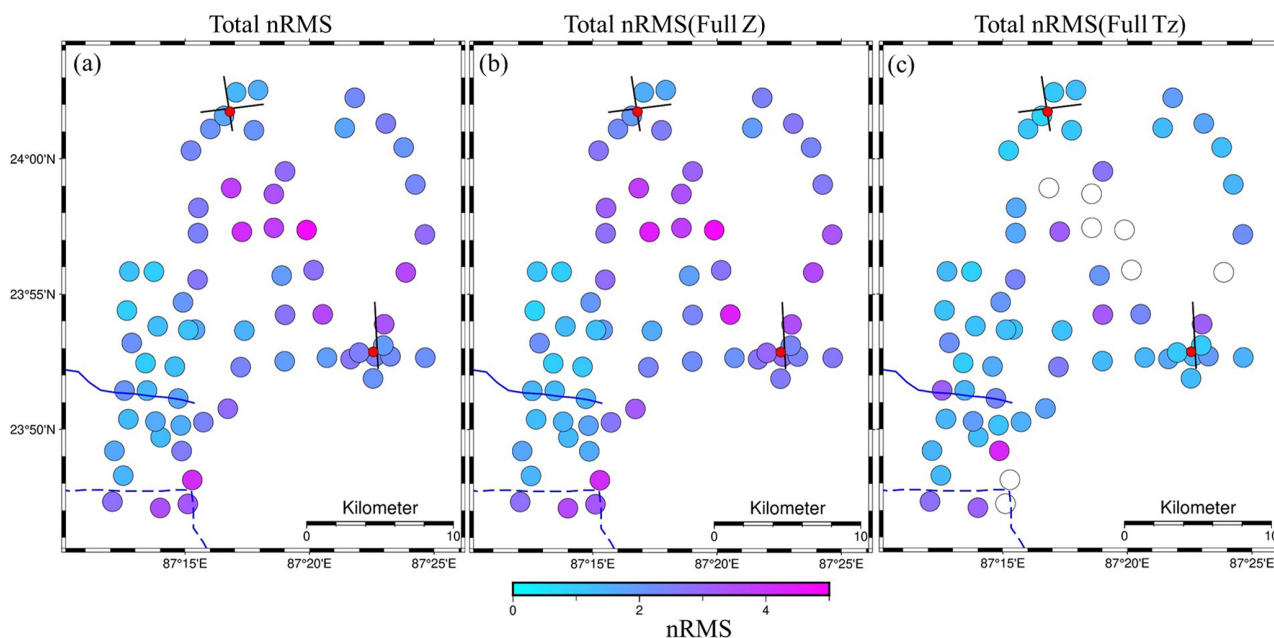 Total nRMS
Total nRMS(Full Z)
Total nRMS(Full Tz)
(a)
(b)
(c)
24°00'N
23°55'N
23°50'N
Kilometer
0
10
Kilometer
0
10
Kilometer
0
10
87°15'E
87°20'E
87°25'E
87°15'E
87°20'E
87°25'E
87°15'E
87°20'E
87°25'E
0
2
4
nRMS